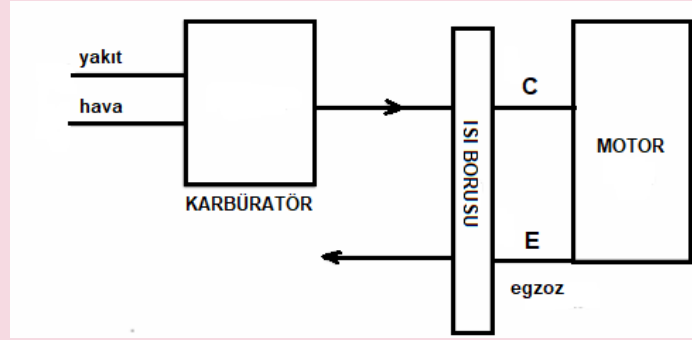 yakıt
hava
KARBÜRATÖR
ISI BORUSU
C
MOTOR
E
egzoz